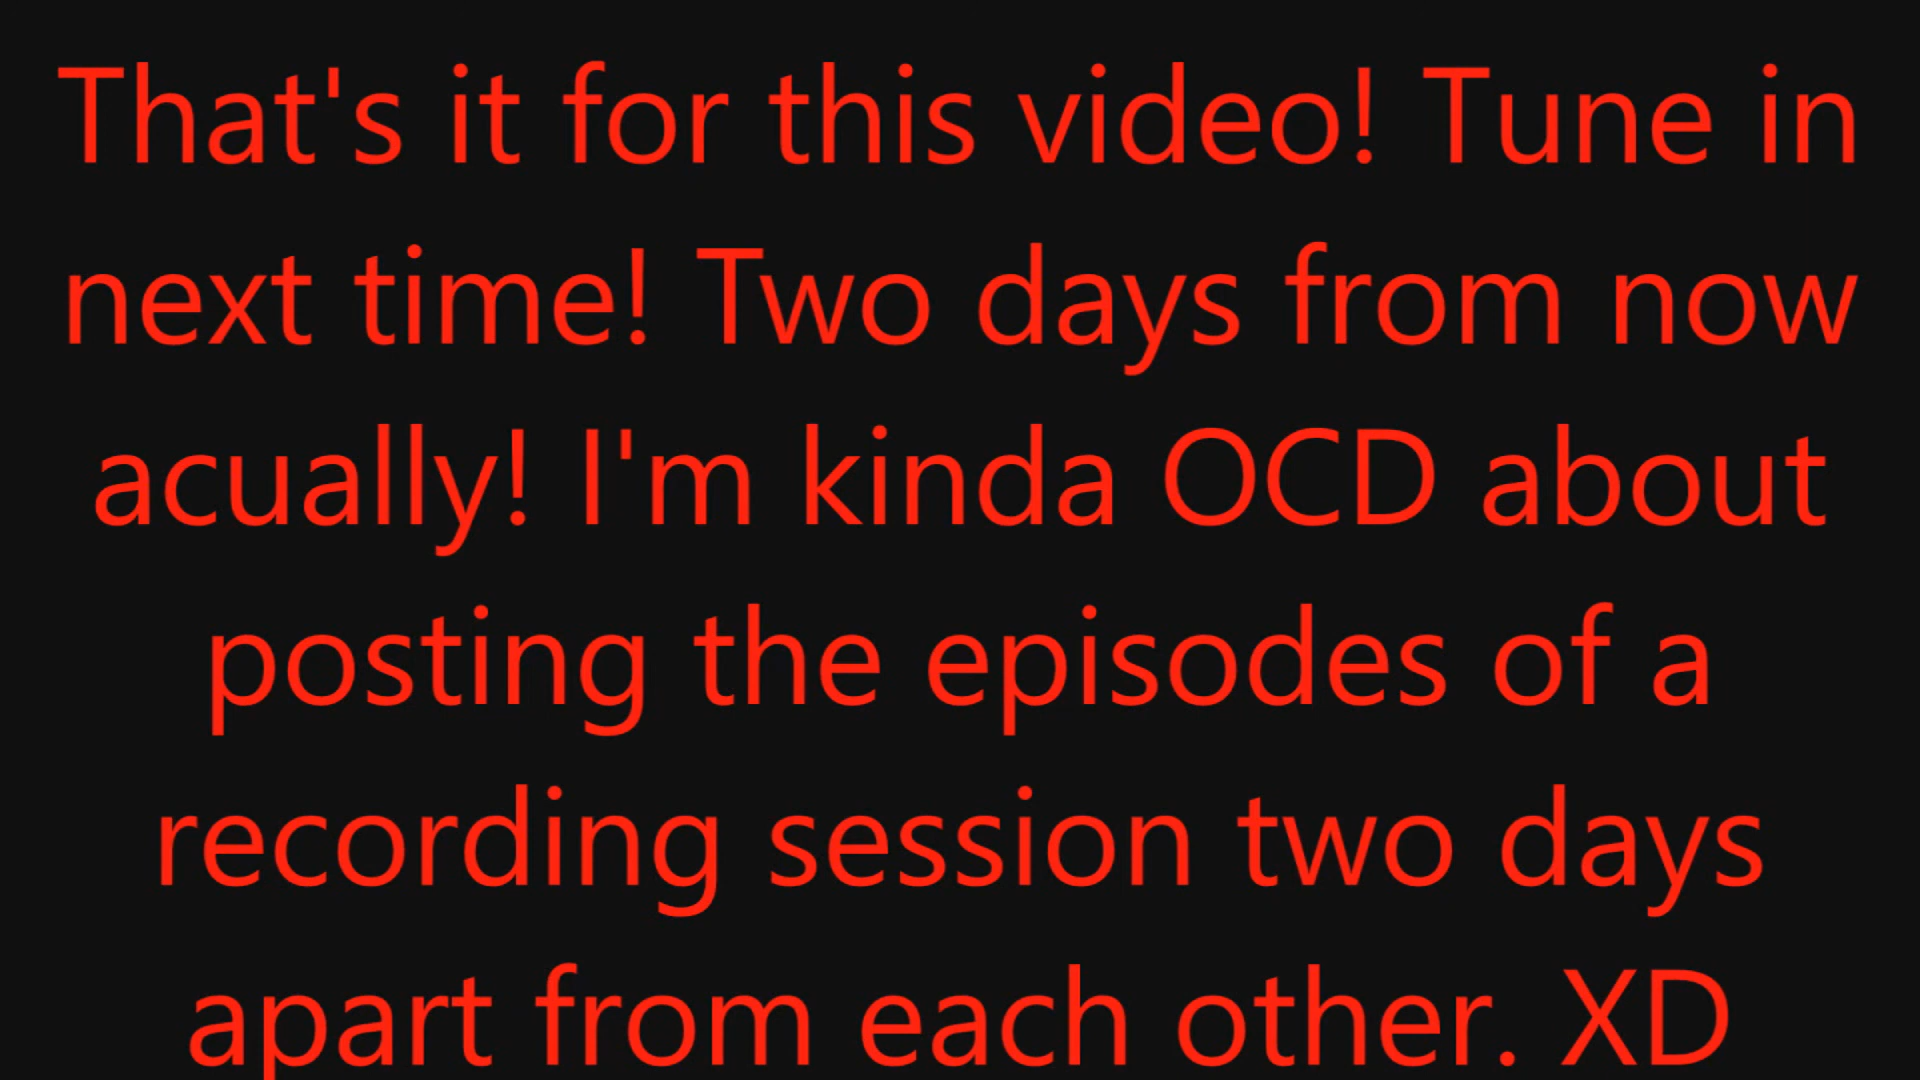 That's it for this video! Tune in
next time! Two days from now
acually! I'm kinda OCD about
posting the episodes of a
recording session two days
apart from each other. XD